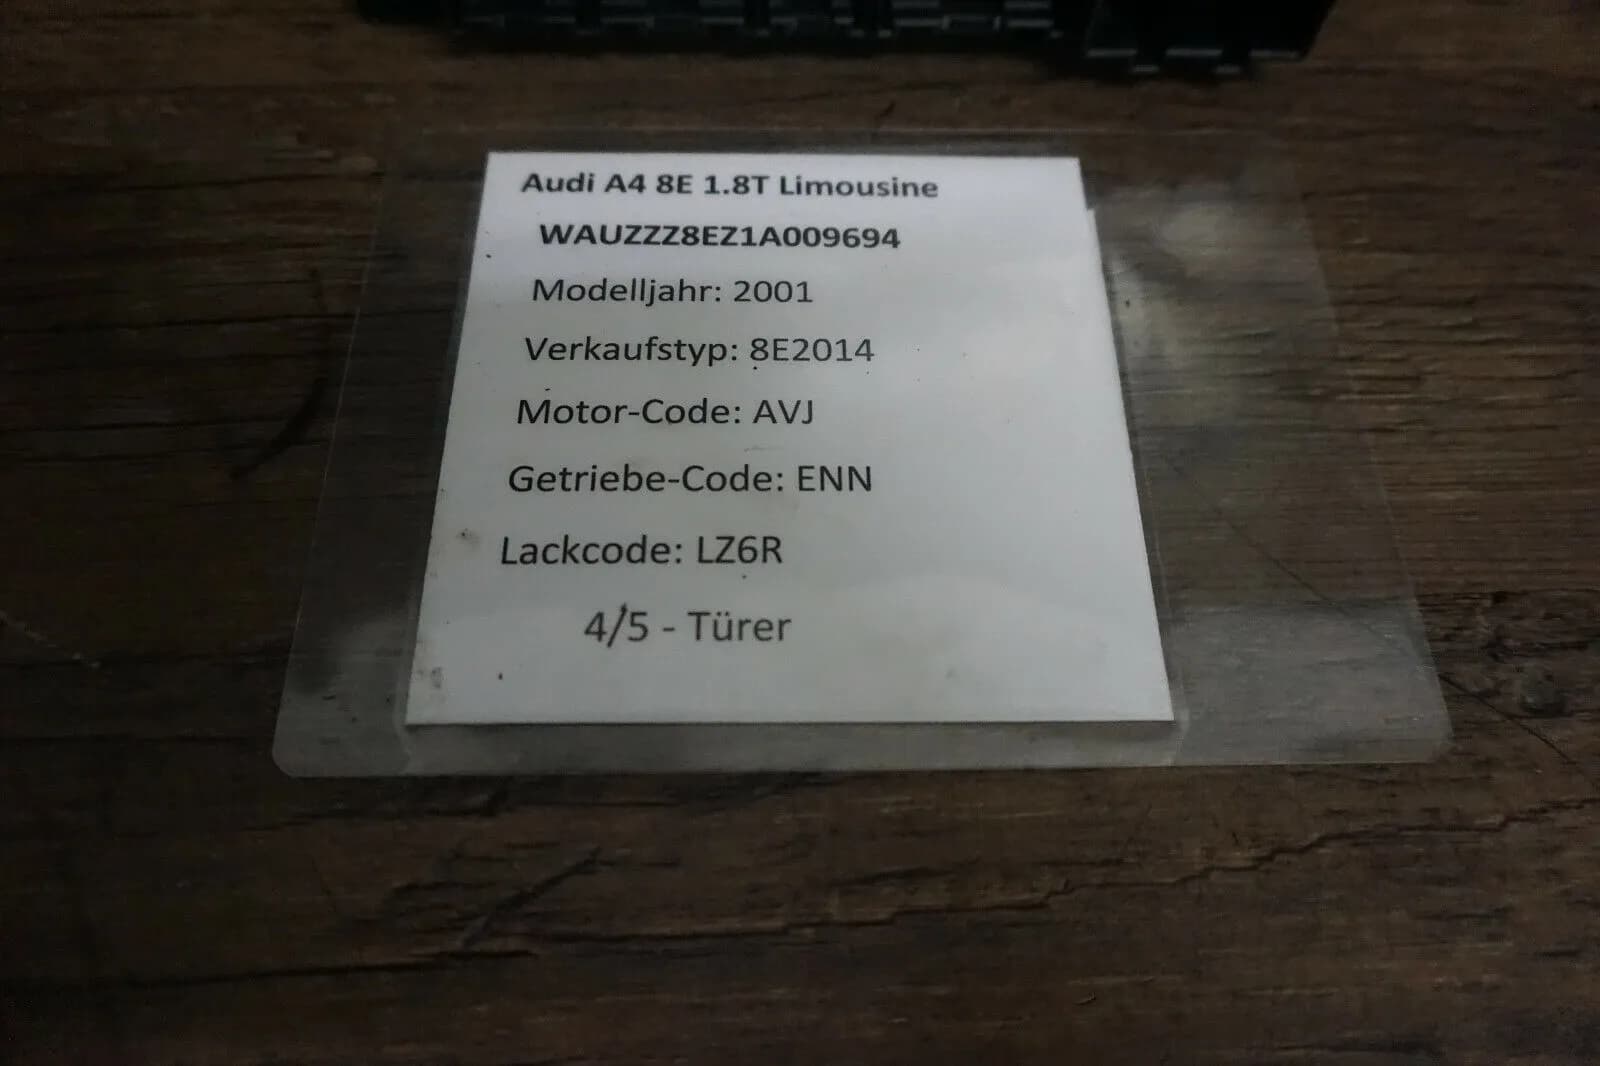 Audi A4 8E 1.8T Limousine
WAUZZZ8EZ1A009694
Modelljahr: 2001
Verkaufstyp: 8E2014
Motor-Code: AVJ
Getriebe-Code: ENN
Lackcode: LZ6R
4/5 - Türer